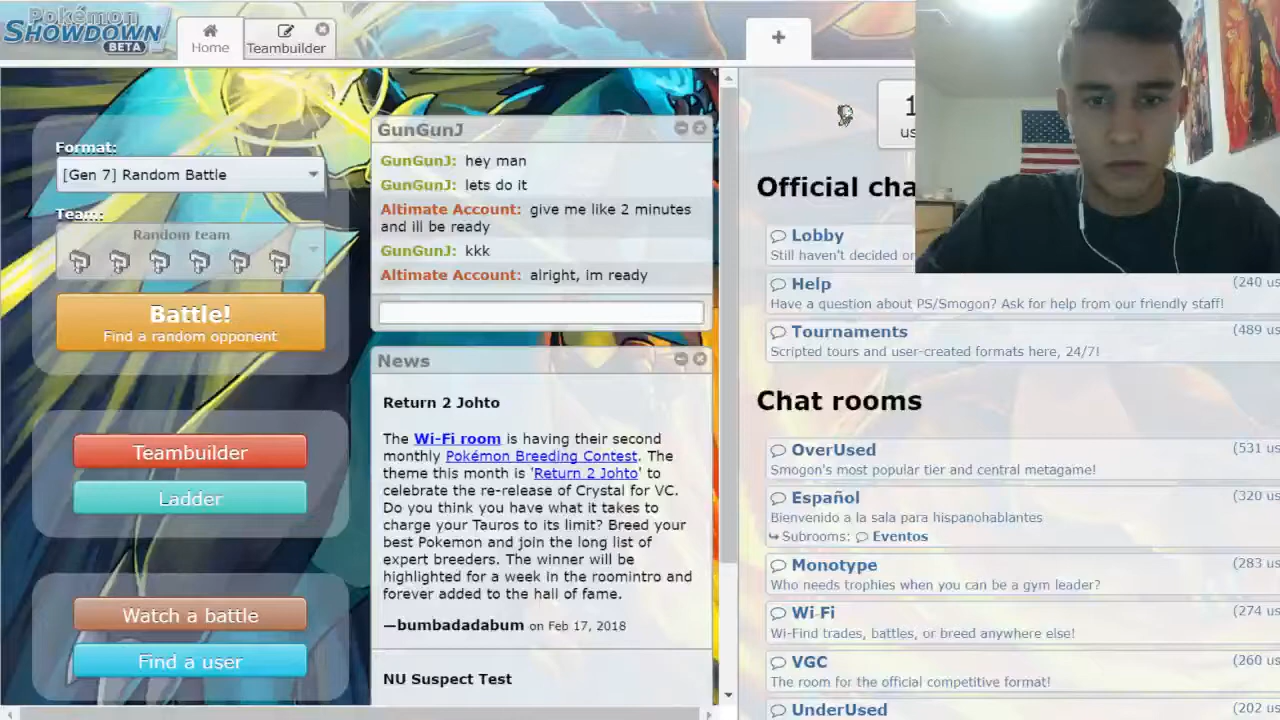 Pokémon
SHOWDOWN
BETA
Home
Teambuilder
+
Format:
[Gen 7] Random Battle
Team:
Random team
Battle!
Find a random opponent
Teambuilder
Ladder
Watch a battle
Find a user
GunGunJ
GunGunJ: hey man
GunGunJ: lets do it
Altimate Account: give me like 2 minutes
and ill be ready
GunGunJ: kkk
Altimate Account: alright, im ready
News
Return 2 Johto
The Wi-Fi room is having their second
monthly Pokémon Breeding Contest. The
theme this month is 'Return 2 Johto' to
celebrate the re-release of Crystal for VC.
Do you think you have what it takes to
charge your Tauros to its limit? Breed your
best Pokemon and join the long list of
expert breeders. The winner will be
highlighted for a week in the roomintro and
forever added to the hall of fame.
—bumbadadabum on Feb 17, 2018
NU Suspect Test
1
us
Official cha
Lobby
Still haven't decided or
Help
(240 us
Have a question about PS/Smogon? Ask for help from our friendly staff!
Tournaments
(489 us
Scripted tours and user-created formats here, 24/7!
Chat rooms
OverUsed
(531 us
Smogon's most popular tier and central metagame!
Español
(320 us
Bienvenido a la sala para hispanohablantes
Subrooms: Eventos
Monotype
(283 us
Who needs trophies when you can be a gym leader?
Wi-Fi
(274 us
Wi-Find trades, battles, or breed anywhere else!
VGC
(260 us
The room for the official competitive format!
UnderUsed
(202 us